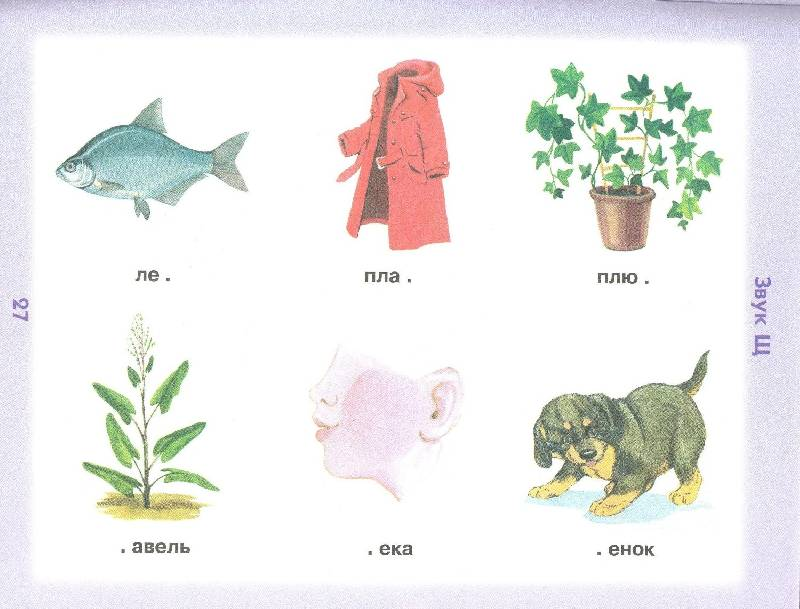 ле .
пла .
плю .
. авель
. ека
. енок
Звук Щ
27